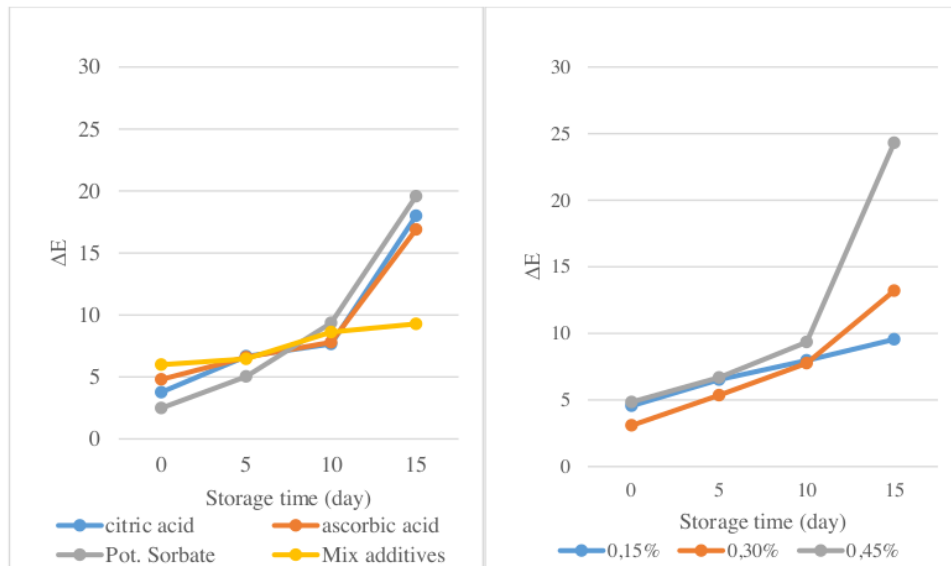 30
25
20
15
10
5
0
ΔE
0 5 10 15
Storage time (day)
citric acid ascorbic acid
Pot. Sorbate Mix additives
30
25
20
15
10
5
0
ΔE
0 5 10 15
Storage time (day)
0,15% 0,30% 0,45%